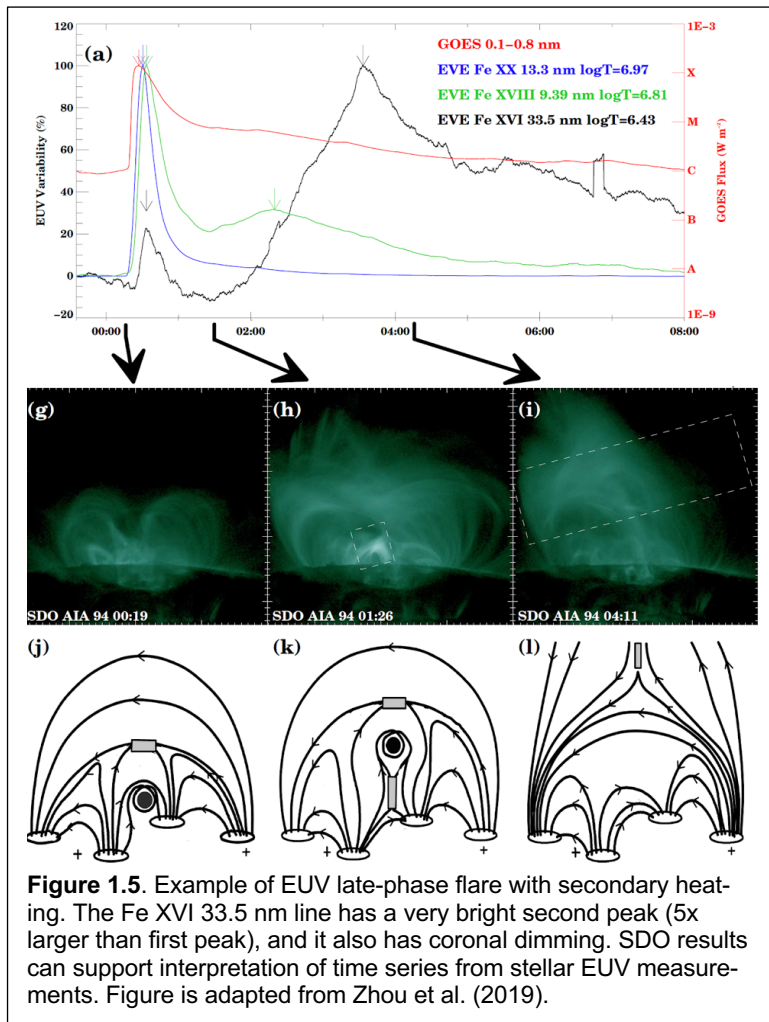 (a)
GOES 0.1−0.8 nm
EVE Fe XX 13.3 nm logT=6.97
EVE Fe XVIII 9.39 nm logT=6.81
EVE Fe XVI 33.5 nm logT=6.43
EUV Variability (%)
120
100
80
60
40
20
0
−20
1E−3
X
M
C
B
A
1E−9
GOES Flux (W m⁻²)
00:00 02:00 04:00 06:00 08:00
(g) (h) (i)
SDO AIA 94 00:19 SDO AIA 94 01:26 SDO AIA 94 04:11
(j) (k) (l)
+ + + + + +
Figure 1.5. Example of EUV late-phase flare with secondary heat-
ing. The Fe XVI 33.5 nm line has a very bright second peak (5x
larger than first peak), and it also has coronal dimming. SDO results
can support interpretation of time series from stellar EUV measure-
ments. Figure is adapted from Zhou et al. (2019).